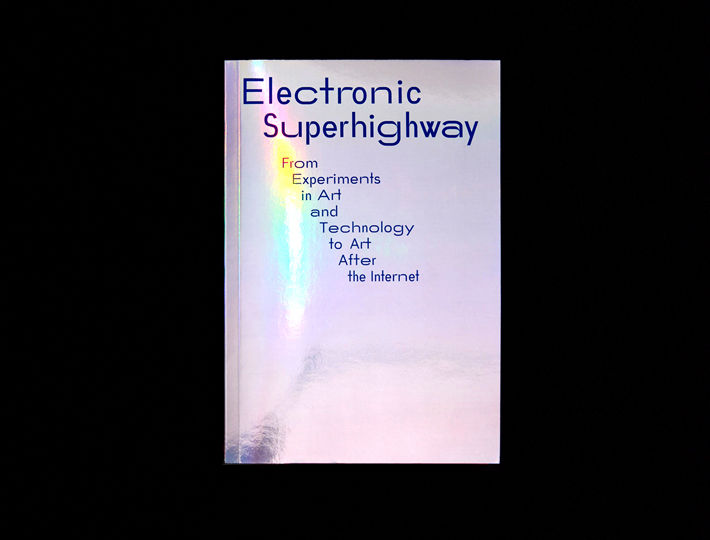 Electronic
Superhighway
From
Experiments
in Art
and
Technology
to Art
After
the Internet